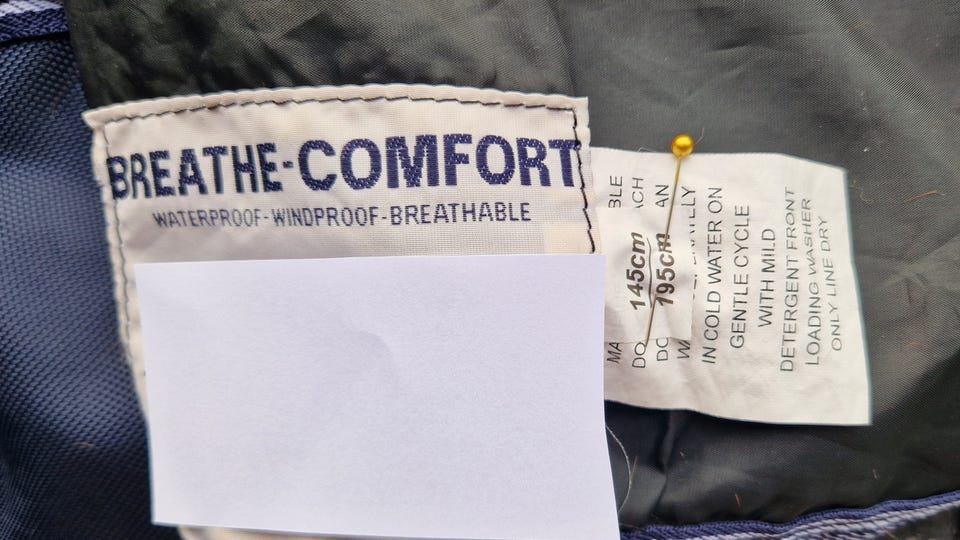 BREATHE-COMFORT
WATERPROOF-WINDPROOF-BREATHABLE
145cm
195cm
DO
IN COLD WATER ON
GENTLE CYCLE
WITH MILD
DETERGENT FRONT
LOADING WASHER
ONLY LINE DRY